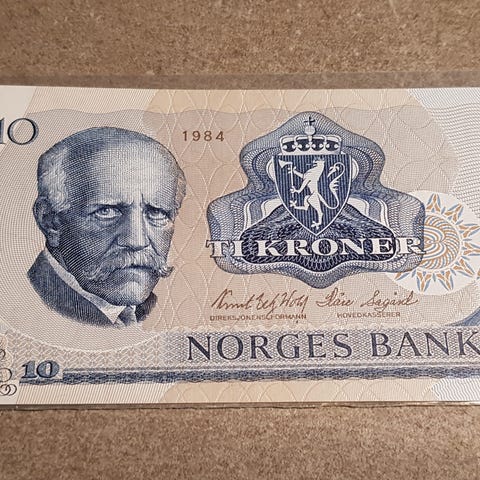 10
1984
TI KRONER
DIREKSJONENS FORMANN
HOVEDKASSERER
NORGES BANK
10